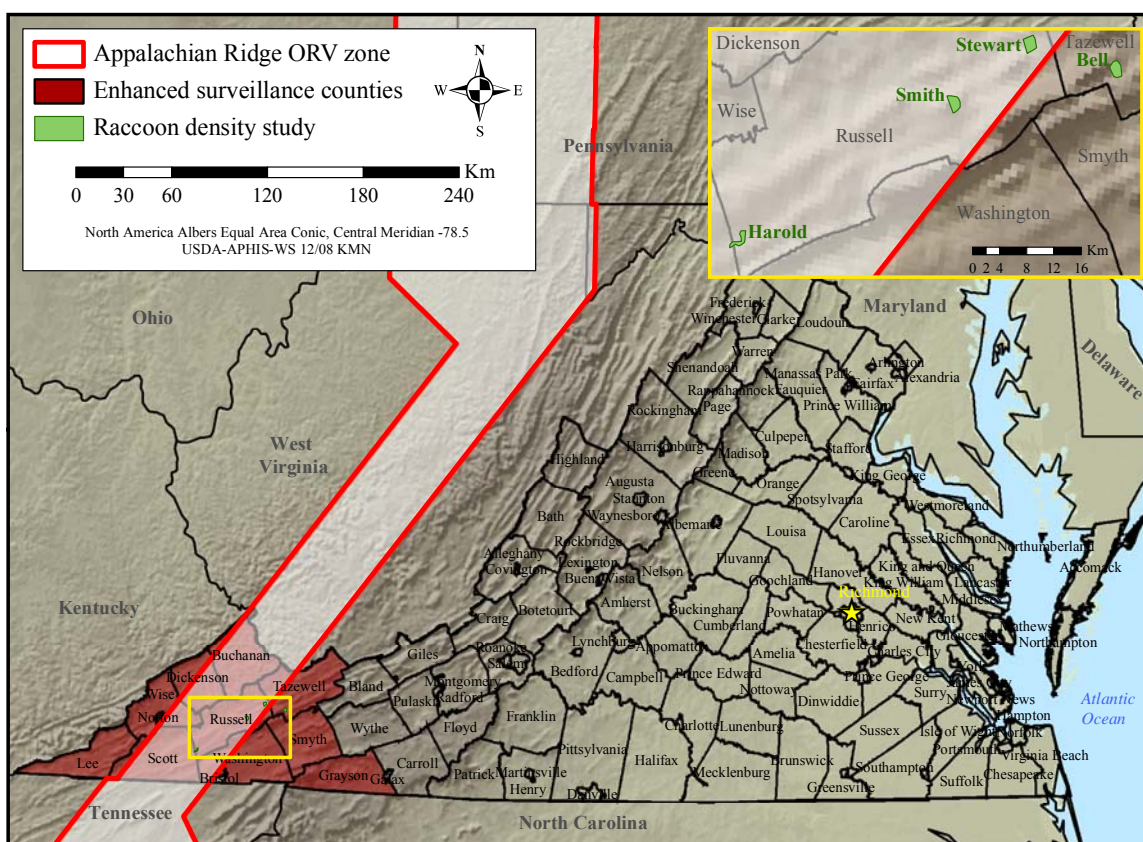 Appalachian Ridge ORV zone
Enhanced surveillance counties
Raccoon density study
N
W E
S
Km
0 30 60 120 180 240
North America Albers Equal Area Conic, Central Meridian -78.5
USDA-APHIS-WS 12/08 KMN
Dickenson
Stewart
Tazewell
Bell
Smith
Wise
Russell
Smyth
Washington
Harold
Km
0 2 4 8 12 16
Pennsylvania
Ohio
Maryland
Delaware
West
Virginia
Kentucky
Tennessee
North Carolina
Atlantic
Ocean
Frederick
Winchester
Clarke
Loudoun
Warren
Shenandoah
Arlington
Manassas Park
Fairfax
Alexandria
Rappahannock
Fauquier
Page
Prince William
Rockingham
Culpeper
Harrisonburg
Madison
Stafford
Highland
Greene
King George
Augusta
Orange
Staunton
Spotsylvania
Westmoreland
Bath
Waynesboro
Albemarle
Louisa
Caroline
Rockbridge
Essex
Richmond
Northumberland
Alleghany
Lexington
Fluvanna
Accomack
Covington
Buena Vista
Nelson
Goochland
Hanover
King and Queen
King William
Lancaster
Richmond
Middlesex
Botetourt
Amherst
Buckingham
Powhatan
Craig
Cumberland
Henrico
New Kent
Mathews
Gloucester
Northampton
Buchanan
Lynchburg
Appomattox
Chesterfield
Charles City
Giles
Roanoke
Salem
Amelia
York
Dickenson
Bedford
Campbell
Prince Edward
Prince George
James City
Tazewell
Bland
Montgomery
Radford
Nottoway
Surry
Newport News
Wise
Pulaski
Dinwiddie
Hampton
Norton
Russell
Smyth
Wythe
Floyd
Franklin
Charlotte
Lunenburg
Sussex
Isle of Wight
Norfolk
Portsmouth
Virginia Beach
Lee
Scott
Washington
Carroll
Pittsylvania
Halifax
Brunswick
Southampton
Bristol
Grayson
Galax
Patrick
Martinsville
Henry
Mecklenburg
Greensville
Suffolk
Chesapeake
Danville